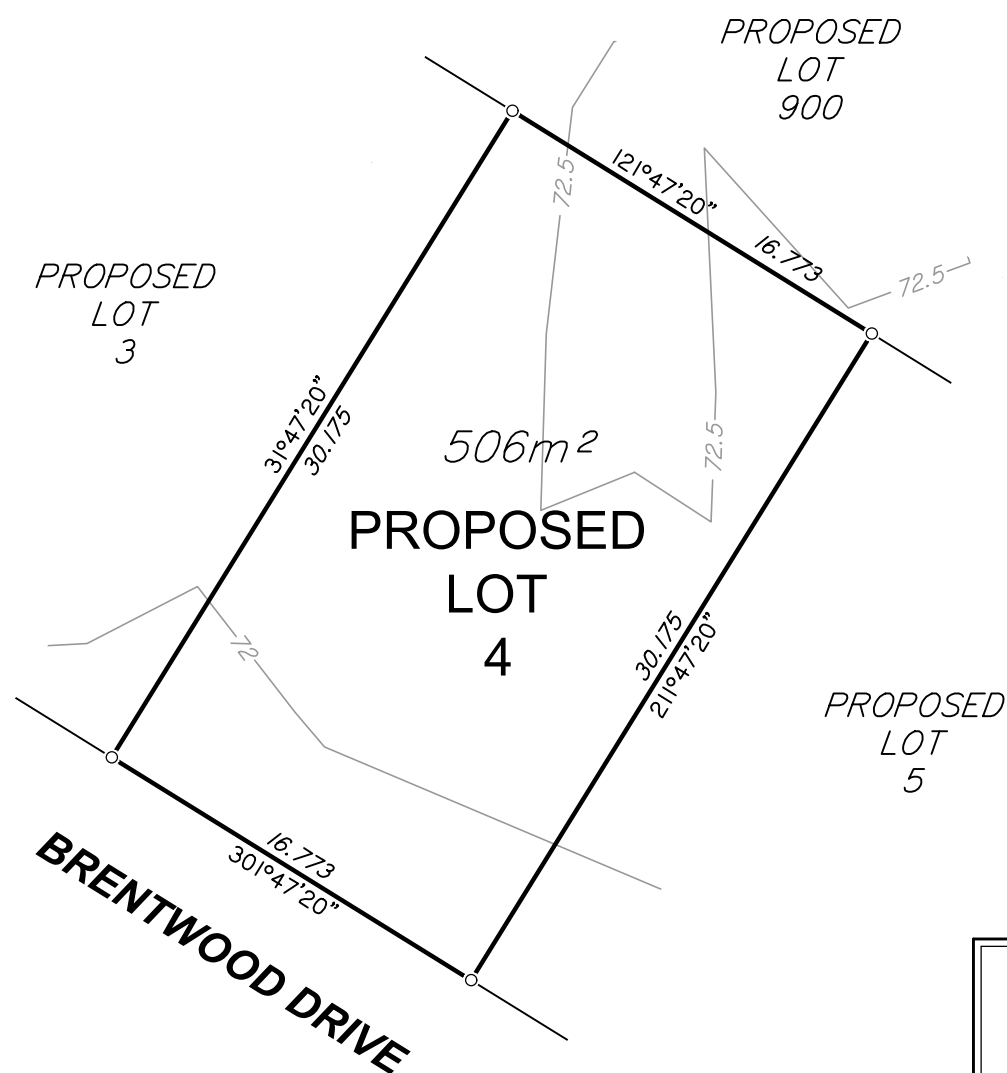 PROPOSED
LOT
900
121°47'20"
72.5
16.773
72.5
PROPOSED
LOT
3
31°47'20"
30.175
72.5
506m²
PROPOSED
LOT
4
72
30.175
211°47'20"
PROPOSED
LOT
5
16.773
301°47'20"
BRENTWOOD DRIVE